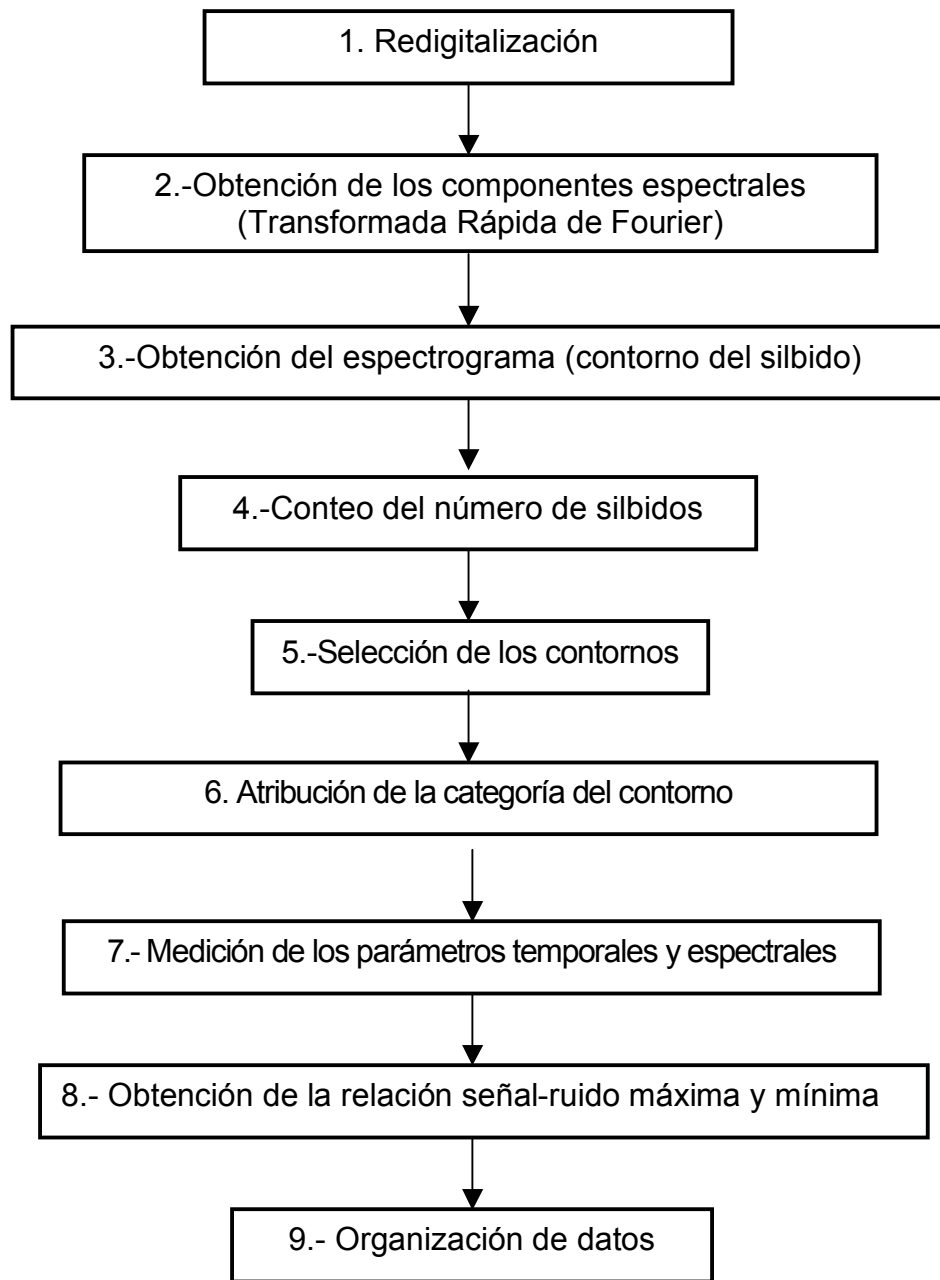 1. Redigitalización
2.-Obtención de los componentes espectrales
(Transformada Rápida de Fourier)
3.-Obtención del espectrograma (contorno del silbido)
4.-Conteo del número de silbidos
5.-Selección de los contornos
6. Atribución de la categoría del contorno
7.- Medición de los parámetros temporales y espectrales
8.- Obtención de la relación señal-ruido máxima y mínima
9.- Organización de datos